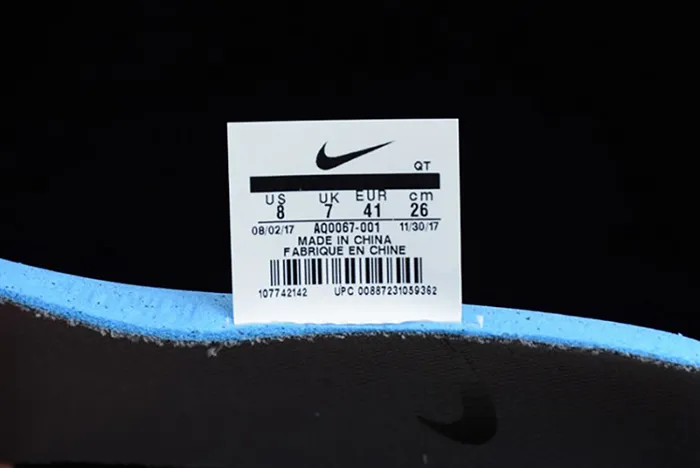 QT
US UK EUR cm
8 7 41 26
08/02/17 AQ0067-001 11/30/17
MADE IN CHINA
FABRIQUE EN CHINE
107742142 UPC 00887231059362